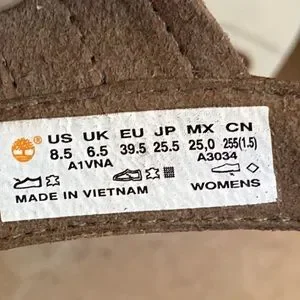 US UK EU JP MX CN
8.5 6.5 39.5 25.5 25,0 255(1.5)
A1VNA A3034
MADE IN VIETNAM WOMENS